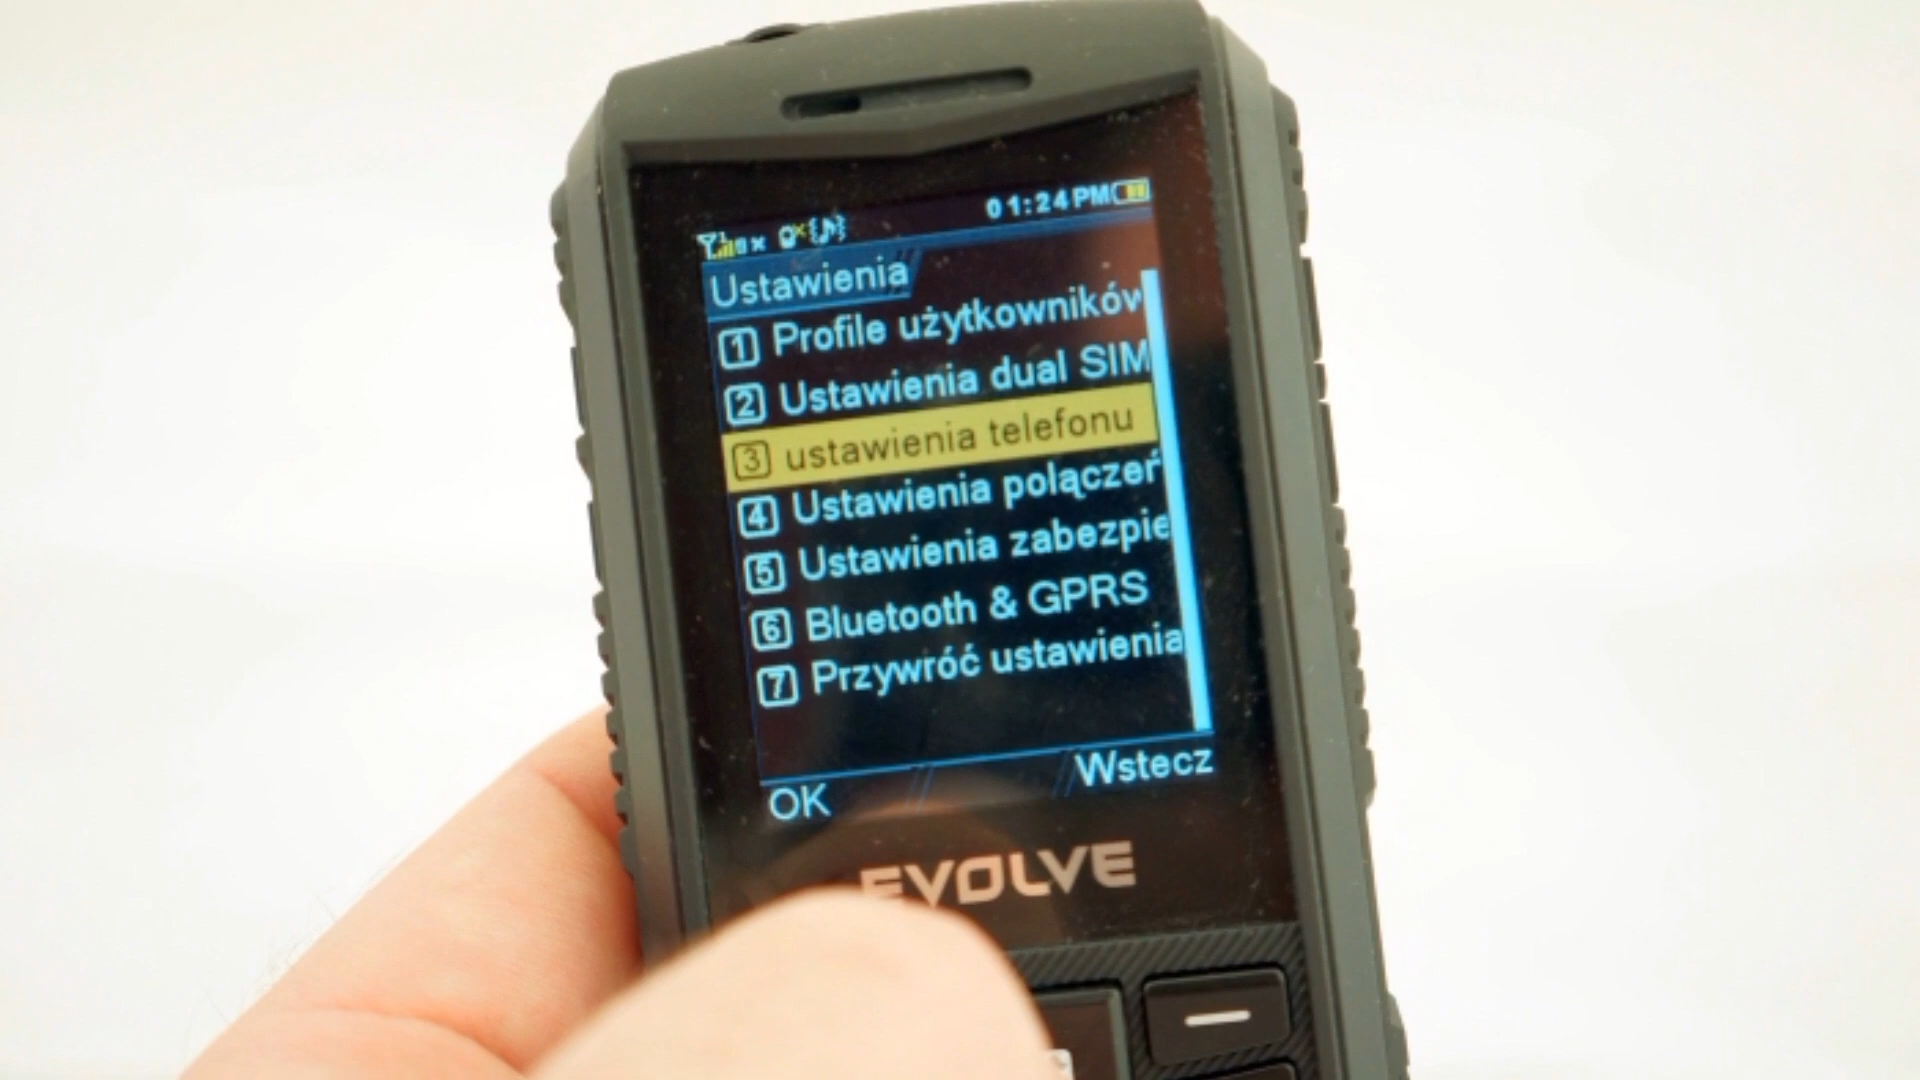 01:24PM
Ustawienia
1 Profile użytkowników
2 Ustawienia dual SIM
3 ustawienia telefonu
4 Ustawienia polączeń
5 Ustawienia zabezpie
6 Bluetooth & GPRS
7 Przywróć ustawienia
Wstecz
OK
EVOLVE